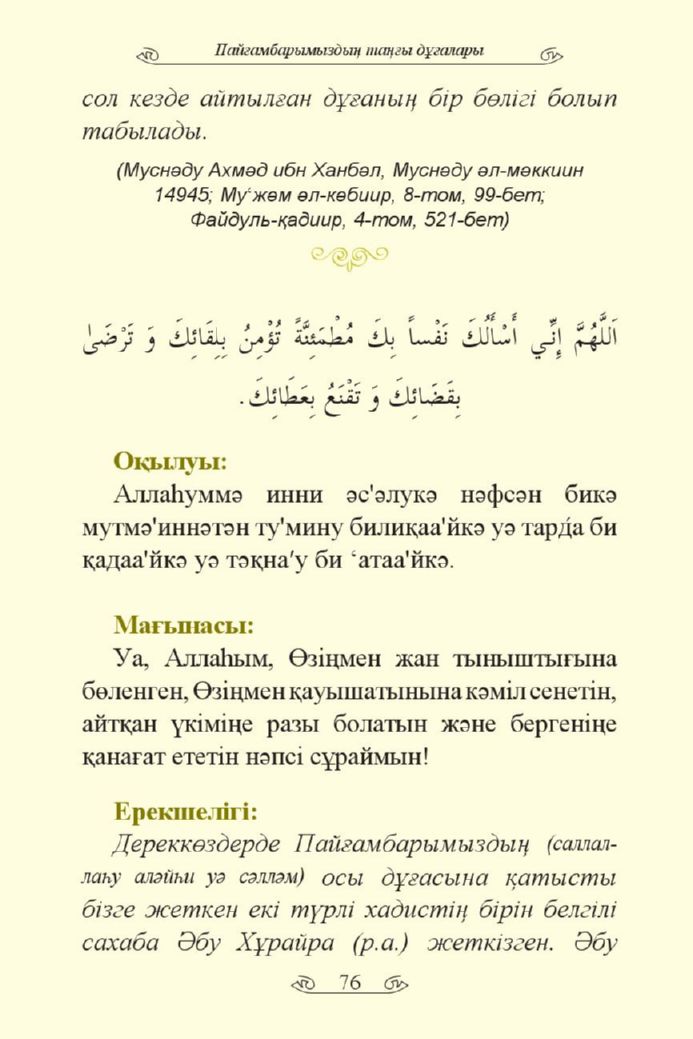 Пайғамбарымыздың таңғы дұғалары
сол кезде айтылған дұғаның бір бөлігі болып
табылады.
(Муснәду Ахмәд ибн Ханбәл, Муснәду әл-мәккиин
14945; Му‘жәм әл-көбиир, 8-том, 99-бет;
Файдуль-қадиир, 4-том, 521-бет)
اَللَّهُمَّ إِنِّي أَسْأَلُكَ نَفْساً بِكَ مُطْمَئِنَّةً تُؤْمِنُ بِلِقَائِكَ وَ تَرْضَىٰ
بِقَضَائِكَ وَ تَقْنَعُ بِعَطَائِكَ.
Оқылуы:
Аллаһуммә инни әс'әлукә нәфсән бикә
мутмә'иннәтән ту'мину билиқаа'йкә уә тарда би
қадаа'йкә уә тәқна'у би ‘атаа'йкә.
Мағынасы:
Уа, Аллаһым, Өзіңмен жан тыныштығына
бөленген, Өзіңмен қауышатынына кәміл сенетін,
айтқан үкіміңе разы болатын және бергеніңе
қанағат ететін нәпсі сұраймын!
Ерекшелігі:
Дереккөздерде Пайғамбарымыздың (саллал-
лаһу аләйһи уә сәлләм) осы дұғасына қатысты
бізге жеткен екі түрлі хадистің бірін белгілі
сахаба Әбу Хұрайра (р.а.) жеткізген. Әбу
76